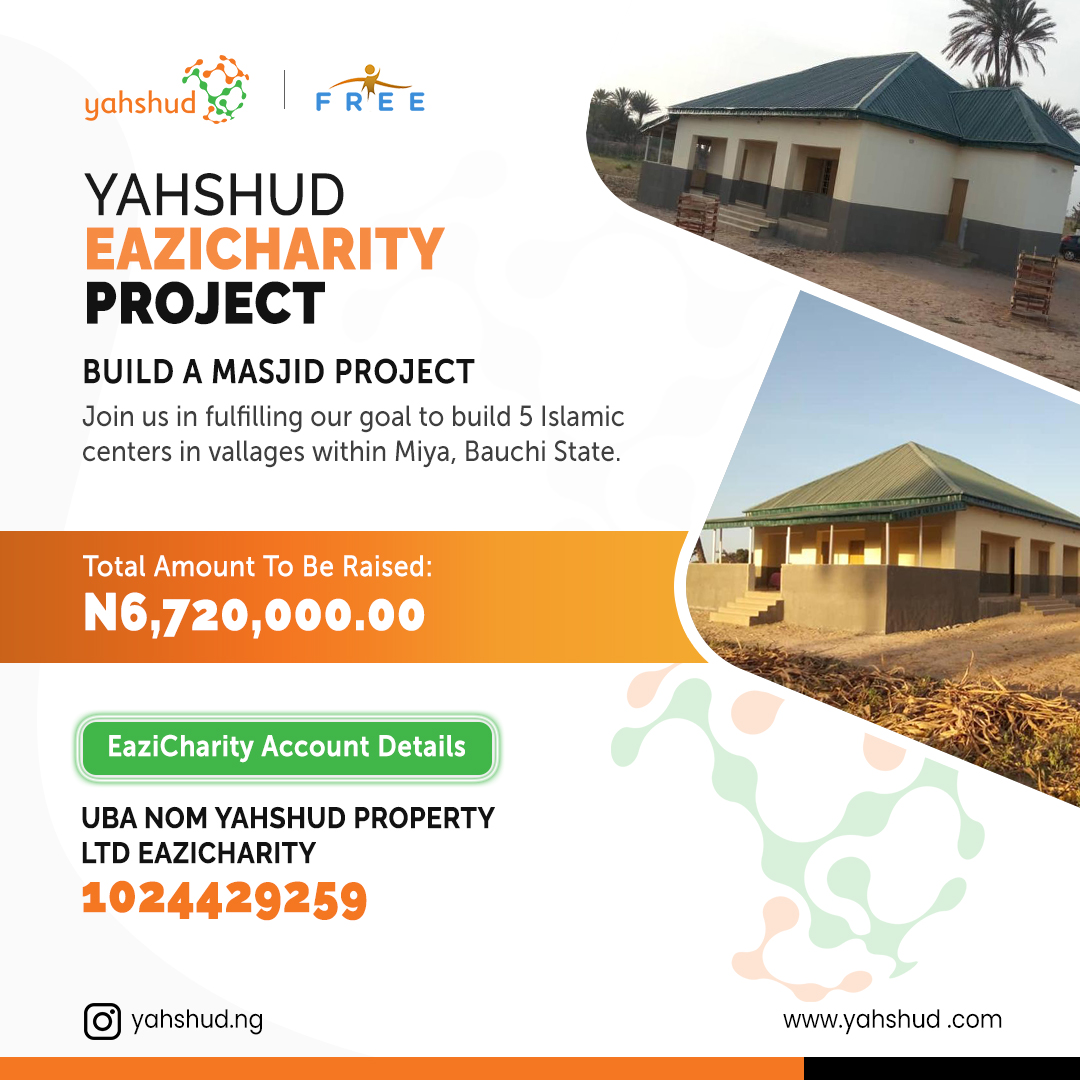 yahshud
FREE
YAHSHUD
EAZICHARITY
PROJECT
BUILD A MASJID PROJECT
Join us in fulfilling our goal to build 5 Islamic
centers in vallages within Miya, Bauchi State.
Total Amount To Be Raised:
N6,720,000.00
EaziCharity Account Details
UBA NOM YAHSHUD PROPERTY
LTD EAZICHARITY
1024429259
yahshud.ng
www.yahshud .com